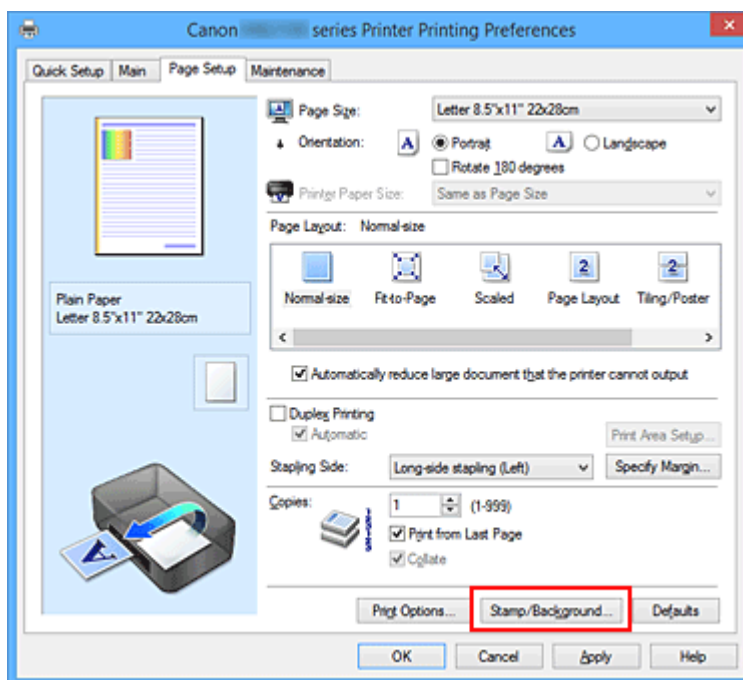 Canon series Printer Printing Preferences
Quick Setup Main Page Setup Maintenance
Page Size: Letter 8.5"x11" 22x28cm
Orientation: A Portrait A Landscape
Rotate 180 degrees
Printer Paper Size: Same as Page Size
Page Layout: Normal-size
2 2
Normal-size Fit-to-Page Scaled Page Layout Tiling/Poster
Plain Paper
Letter 8.5"x11" 22x28cm
Automatically reduce large document that the printer cannot output
Duplex Printing
Automatic
Print Area Setup...
Stapling Side: Long-side stapling (Left) Specify Margin...
Copies: 1 (1-999)
Print from Last Page
Collate
A
Print Options... Stamp/Background... Defaults
OK Cancel Apply Help